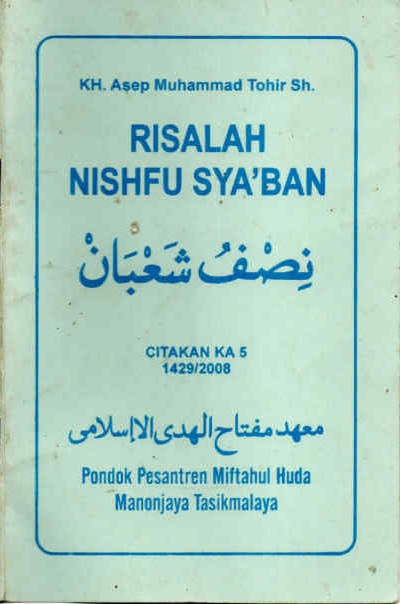 KH. Asep Muhammad Tohir Sh.
RISALAH
NISHFU SYA'BAN
نِصْفُ شَعْبَانْ
CITAKAN KA 5
1429/2008
معهد مفتاح الهدى الاإسلامى
Pondok Pesantren Miftahul Huda
Manonjaya Tasikmalaya